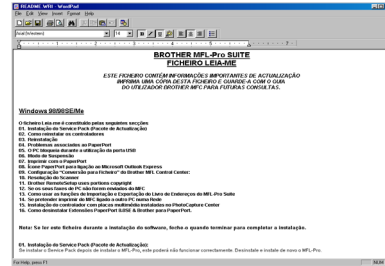 README.WRI - WordPad
File Edit View Insert Format Help
Arial (Western) 14
BROTHER MFL-Pro SUITE
FICHEIRO LEIA-ME
ESTE FICHEIRO CONTÉM INFORMAÇÕES IMPORTANTES DE ACTUALIZAÇÃO
IMPRIMA UMA CÓPIA DESTA FICHEIRO E GUARDE-A COM O GUIA
DO UTILIZADOR BROTHER MFC PARA FUTURAS CONSULTAS.
Windows 98/98SE/Me
O ficheiro Leia-me é constituído pelas seguintes secções:
01. Instalação do Service Pack (Pacote de Actualização)
02. Como reinstalar os controladores
03. Reinstalação
04. Problemas associados ao PaperPort
05. O PC bloqueia durante a utilização da porta USB
06. Modo de Suspensão
07. Imprimir com o PaperPort
08. Ícone PaperPort para ligação ao Microsoft Outlook Express
09. Configuração "Conversão para Ficheiro" do Brother MFL Control Center:
10. Resolução do Scanner
11. Brother RemoteSetup uses portions copyright
12. Se os seus faxes de PC não forem enviados do MFC
13. Como usar as funções de Importação e Exportação do Livro de Endereços do MFL-Pro Suite
14. Se pretender imprimir do MFC ligado a outro PC numa Rede
15. Instalação do controlador com placas multimédia instaladas no PhotoCapture Center
16. Como desinstalar Extensões PaperPort 8.0SE & Brother para PaperPort.
Nota: Se ler este ficheiro durante a instalação do software, feche-o quando terminar para completar a instalação.
01. Instalação do Service Pack (Pacote de Actualização):
Se instalar o Service Pack depois de instalar o MFL-Pro, este poderá não funcionar correctamente. Desinstale e instale de novo o MFL-Pro.
For Help, press F1
NUM